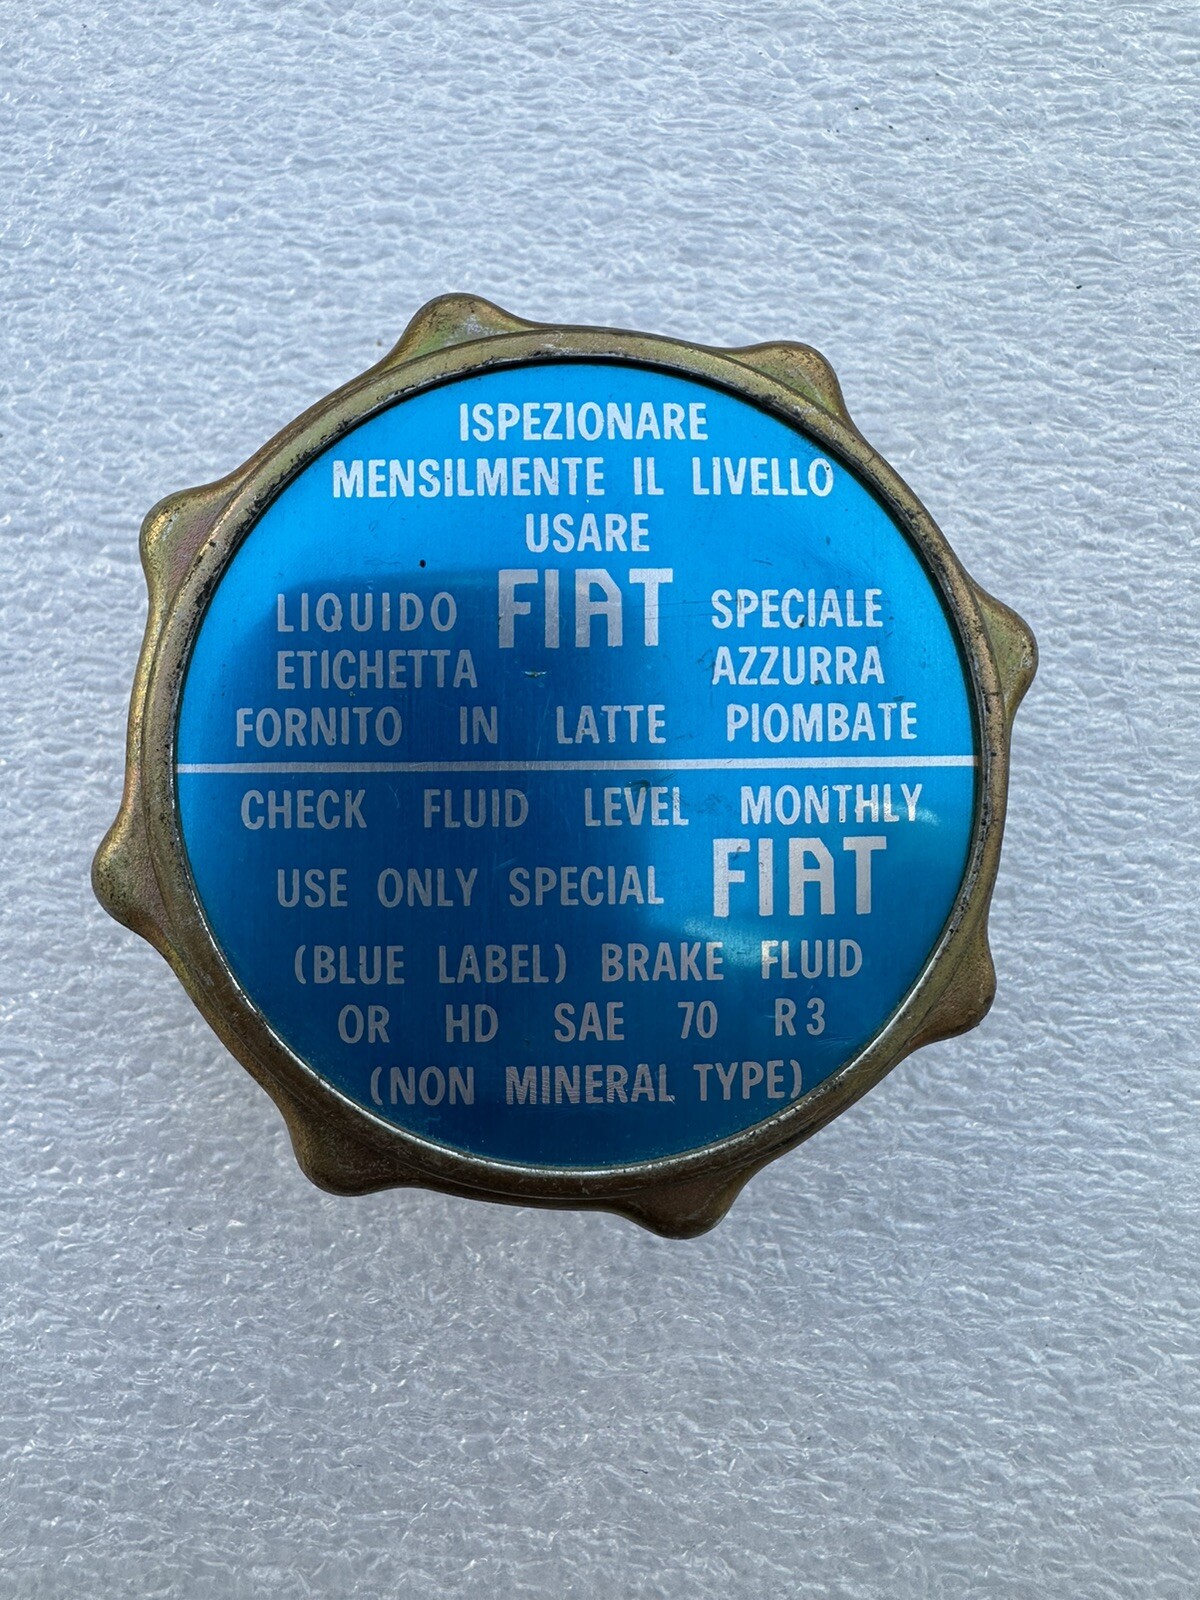 ISPEZIONARE
MENSILMENTE IL LIVELLO
USARE
LIQUIDO FIAT SPECIALE
ETICHETTA AZZURRA
FORNITO IN LATTE PIOMBATE
CHECK FLUID LEVEL MONTHLY
USE ONLY SPECIAL FIAT
(BLUE LABEL) BRAKE FLUID
OR HD SAE 70 R3
(NON MINERAL TYPE)